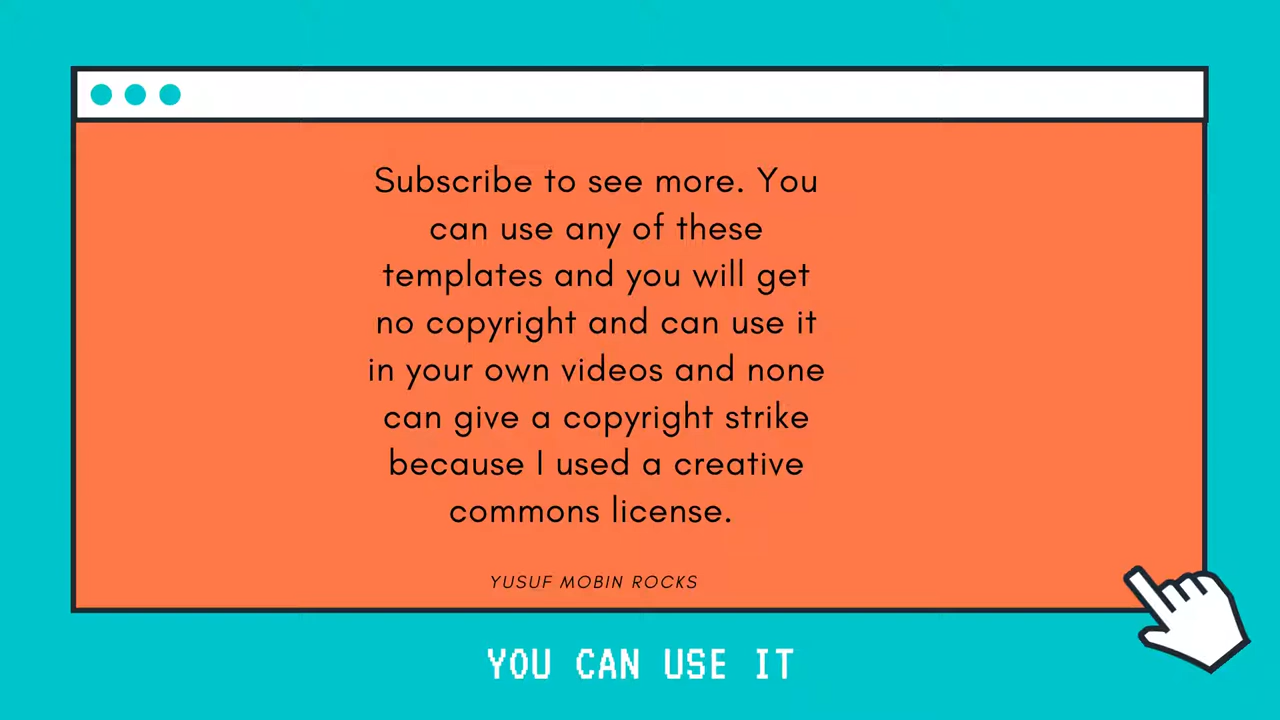 Subscribe to see more. You
can use any of these
templates and you will get
no copyright and can use it
in your own videos and none
can give a copyright strike
because I used a creative
commons license.
YUSUF MOBIN ROCKS
YOU CAN USE IT